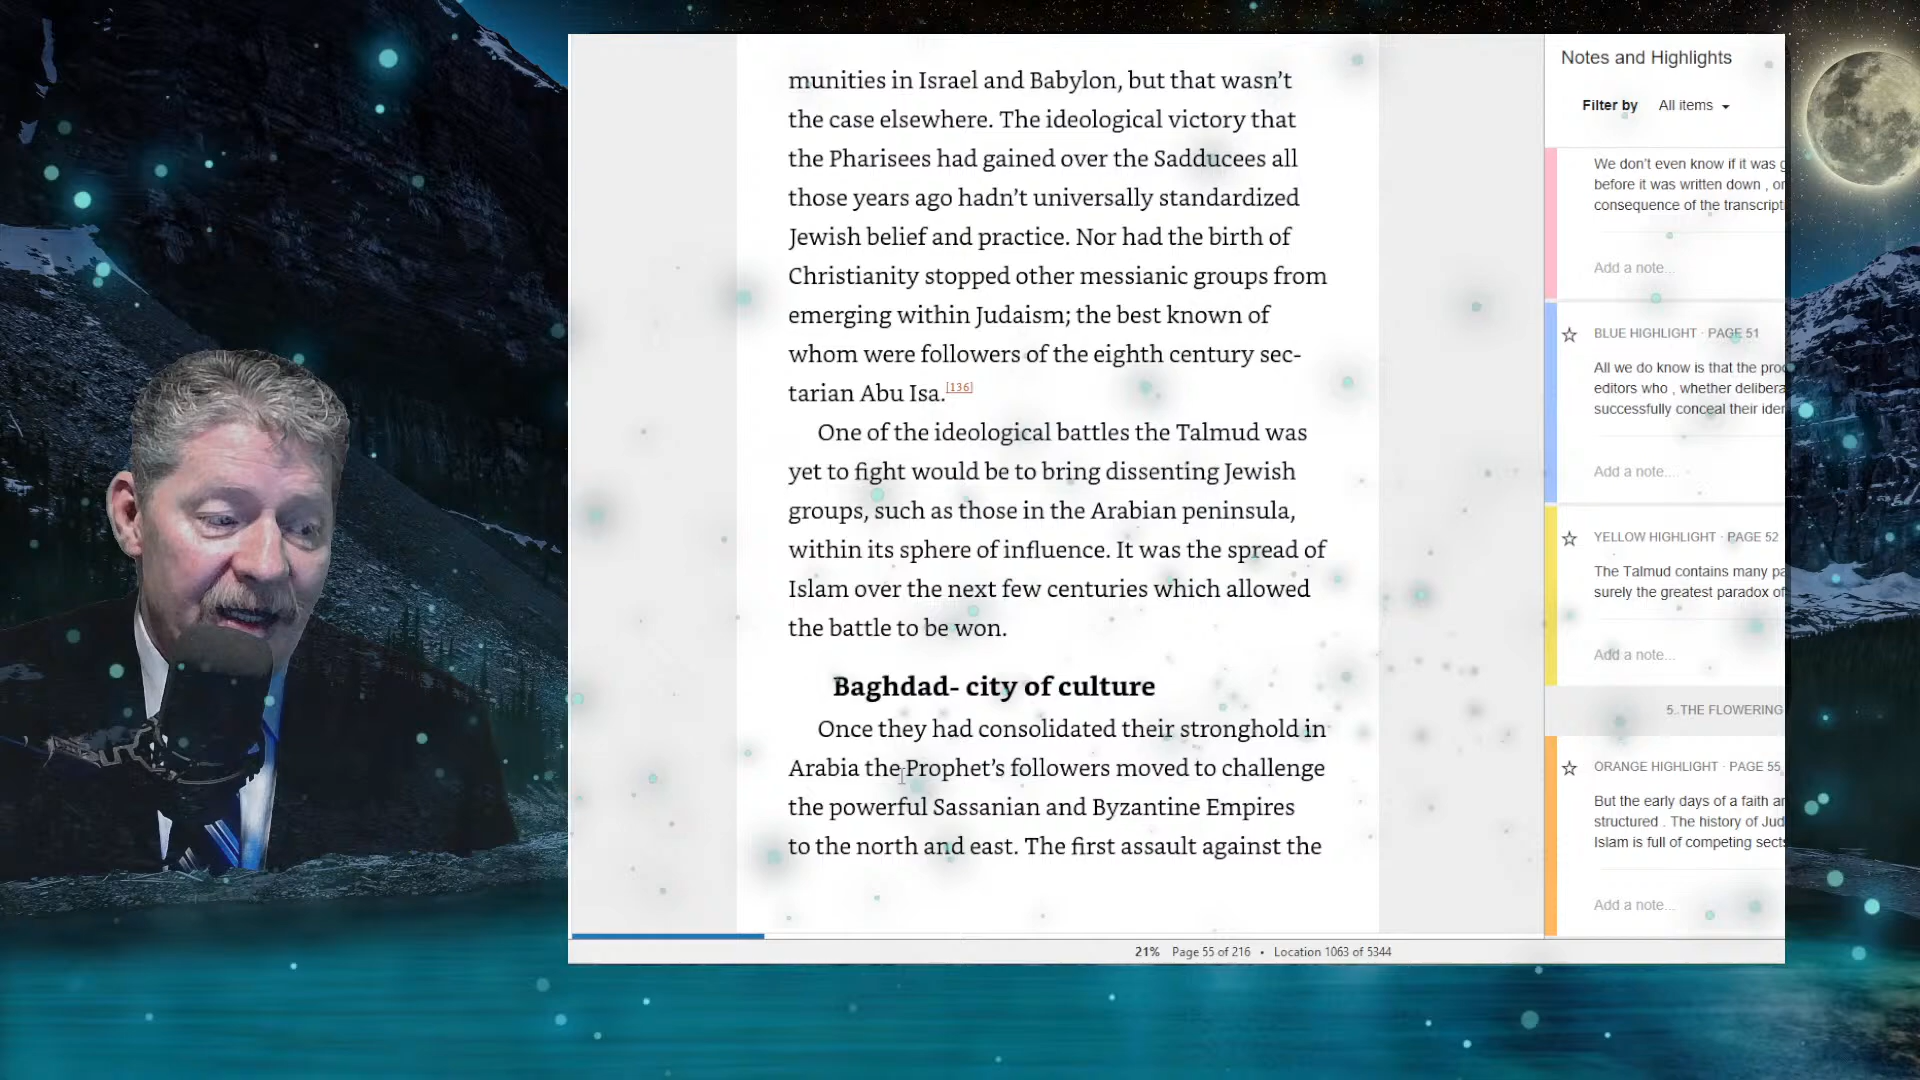 munities in Israel and Babylon, but that wasn’t
the case elsewhere. The ideological victory that
the Pharisees had gained over the Sadducees all
those years ago hadn’t universally standardized
Jewish belief and practice. Nor had the birth of
Christianity stopped other messianic groups from
emerging within Judaism; the best known of
whom were followers of the eighth century sec-
tarian Abu Isa.[136]
One of the ideological battles the Talmud was
yet to fight would be to bring dissenting Jewish
groups, such as those in the Arabian peninsula,
within its sphere of influence. It was the spread of
Islam over the next few centuries which allowed
the battle to be won.
Baghdad- city of culture
Once they had consolidated their stronghold in
Arabia the Prophet’s followers moved to challenge
the powerful Sassanian and Byzantine Empires
to the north and east. The first assault against the
21% Page 55 of 216 • Location 1063 of 5344
Notes and Highlights
Filter by All items
We don’t even know if it was
before it was written down , or
consequence of the
Add a note...
BLUE HIGHLIGHT · PAGE 51
All we do know is that the
editors who , whether
successfully conceal their
Add a note...
YELLOW HIGHLIGHT · PAGE 52
The Talmud contains many
surely the greatest paradox of
Add a note...
5..THE FLOWERING
ORANGE HIGHLIGHT · PAGE 55
But the early days of a faith
structured . The history of
Islam is full of competing sects
Add a note...